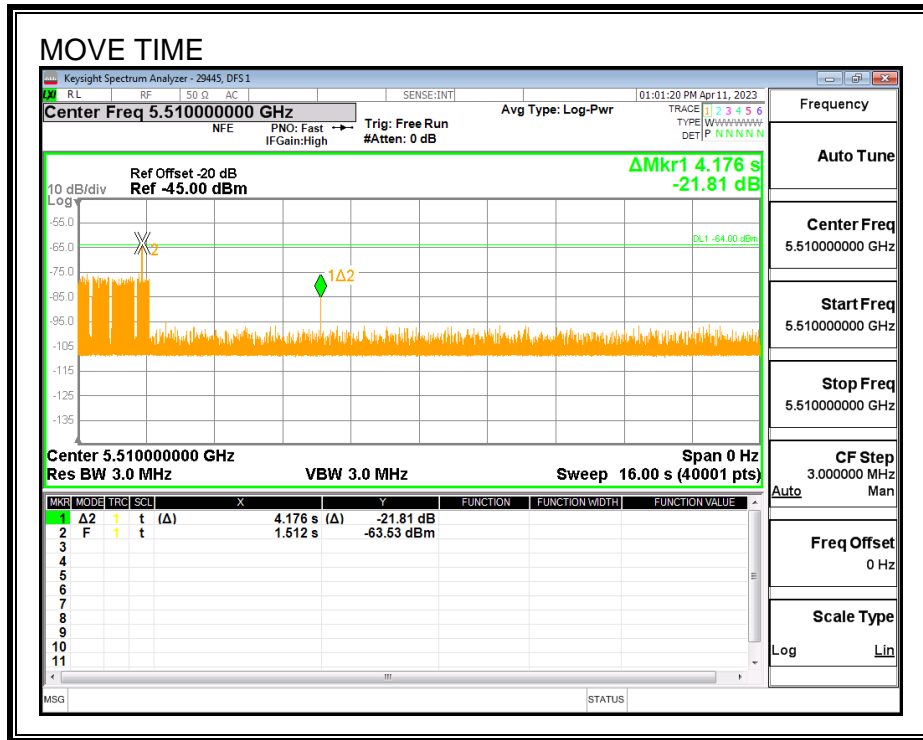 MOVE TIME
Keysight Spectrum Analyzer - 29445, DFS 1
LXI RL RF 50 Ω AC SENSE:INT 01:01:20 PM Apr 11, 2023
Center Freq 5.510000000 GHz
NFE PNO: Fast
IFGain:High
Trig: Free Run
#Atten: 0 dB
Avg Type: Log-Pwr
TRACE 1 2 3 4 5 6
TYPE WWWWWWW
DET P N N N N N
Frequency
Auto Tune
Center Freq
5.510000000 GHz
Start Freq
5.510000000 GHz
Stop Freq
5.510000000 GHz
CF Step
3.000000 MHz
Auto Man
Freq Offset
0 Hz
Scale Type
Log Lin
ΔMkr1 4.176 s
-21.81 dB
Ref Offset -20 dB
10 dB/div Ref -45.00 dBm
Log
-55.0
-65.0
-75.0
-85.0
-95.0
-105
-115
-125
-135
DL1 -64.00 dBm
2
1Δ2
Center 5.510000000 GHz Span 0 Hz
Res BW 3.0 MHz VBW 3.0 MHz Sweep 16.00 s (40001 pts)
MKR MODE TRC SCL X Y FUNCTION FUNCTION WIDTH FUNCTION VALUE
1 Δ2 1 t (Δ) 4.176 s (Δ) -21.81 dB
2 F 1 t 1.512 s -63.53 dBm
3
4
5
6
7
8
9
10
11
MSG STATUS